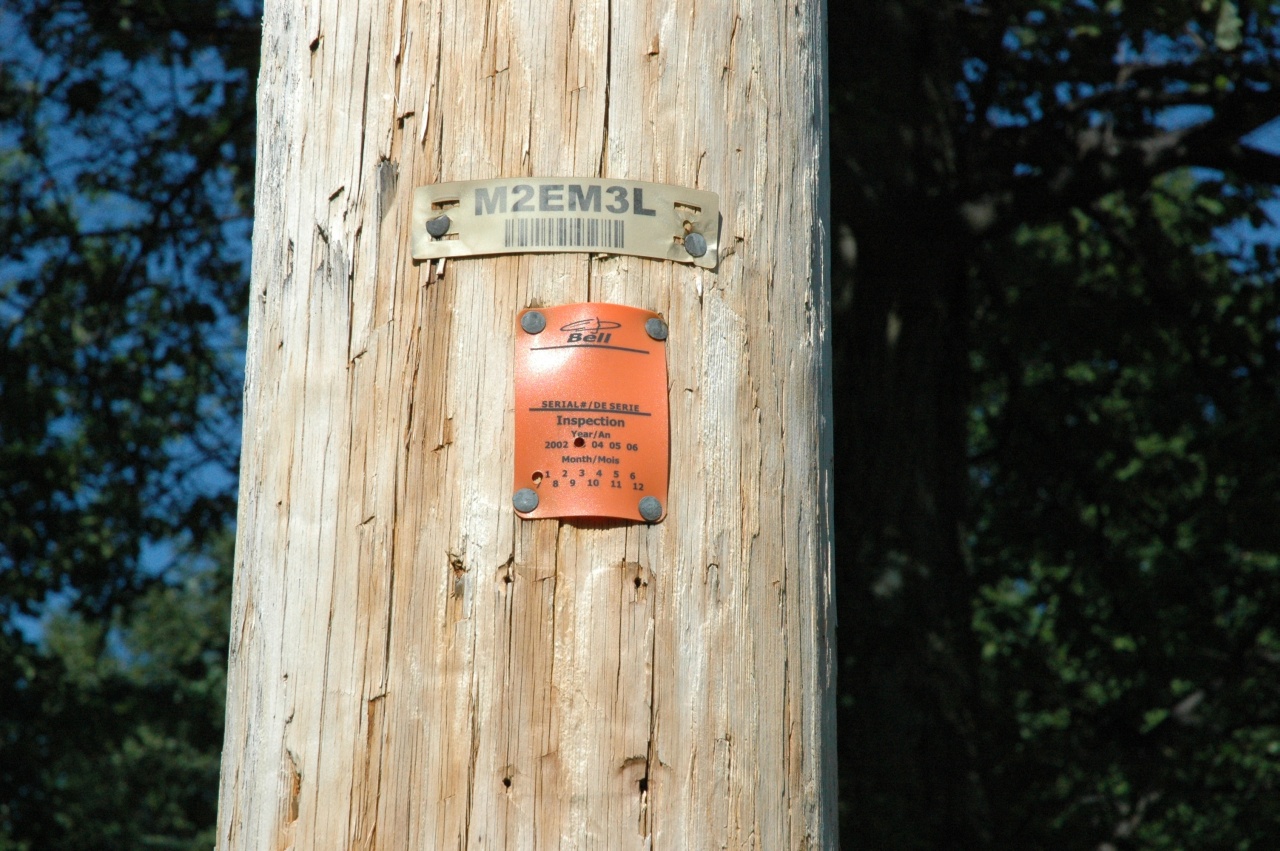 M2EM3L
Bell
SERIAL#/DE SERIE
Inspection
Year/An
2002 04 05 06
Month/Mois
1 2 3 4 5 6
8 9 10 11 12